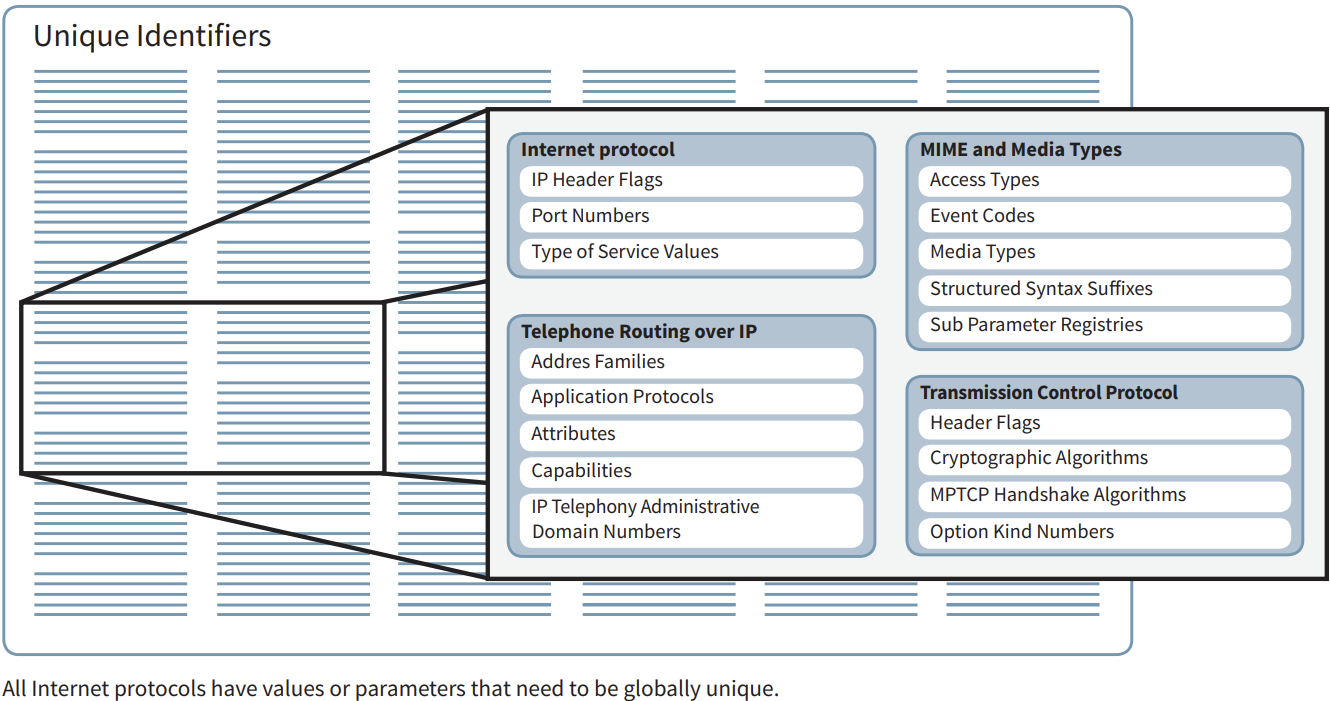 Unique Identifiers
Internet protocol
IP Header Flags
Port Numbers
Type of Service Values
Telephone Routing over IP
Addres Families
Application Protocols
Attributes
Capabilities
IP Telephony Administrative
Domain Numbers
MIME and Media Types
Access Types
Event Codes
Media Types
Structured Syntax Suffixes
Sub Parameter Registries
Transmission Control Protocol
Header Flags
Cryptographic Algorithms
MPTCP Handshake Algorithms
Option Kind Numbers
All Internet protocols have values or parameters that need to be globally unique.